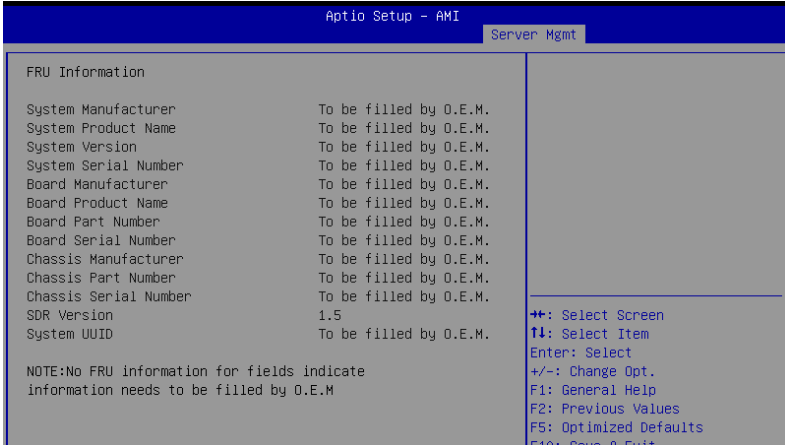 Aptio Setup – AMI
Server Mgmt
FRU Information
System Manufacturer To be filled by O.E.M.
System Product Name To be filled by O.E.M.
System Version To be filled by O.E.M.
System Serial Number To be filled by O.E.M.
Board Manufacturer To be filled by O.E.M.
Board Product Name To be filled by O.E.M.
Board Part Number To be filled by O.E.M.
Board Serial Number To be filled by O.E.M.
Chassis Manufacturer To be filled by O.E.M.
Chassis Part Number To be filled by O.E.M.
Chassis Serial Number To be filled by O.E.M.
SDR Version 1.5
System UUID To be filled by O.E.M.
NOTE:No FRU information for fields indicate
information needs to be filled by O.E.M
→←: Select Screen
↑↓: Select Item
Enter: Select
+/-: Change Opt.
F1: General Help
F2: Previous Values
F5: Optimized Defaults
F10: Save & Exit